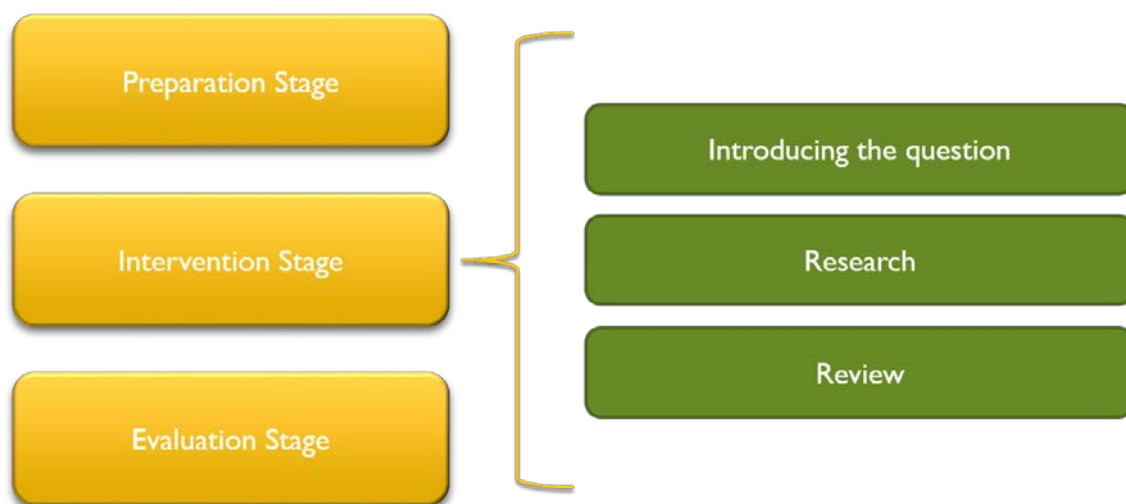 Preparation Stage
Intervention Stage
Evaluation Stage
Introducing the question
Research
Review